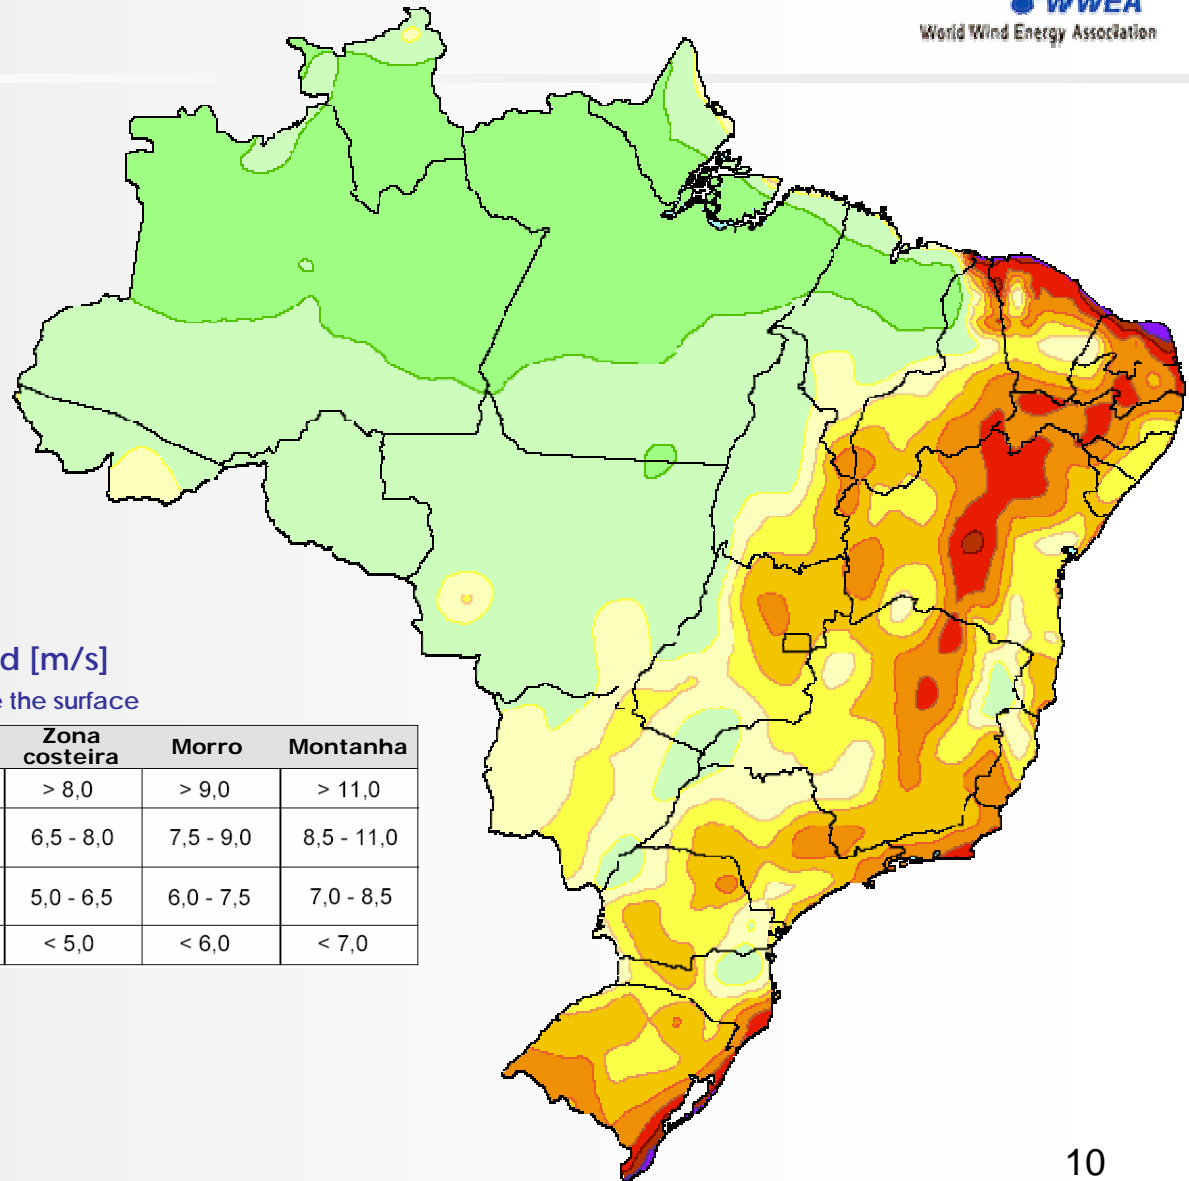 WWEA
World Wind Energy Association
d [m/s]
e the surface
Zona costeira Morro Montanha
> 8,0 > 9,0 > 11,0
6,5 - 8,0 7,5 - 9,0 8,5 - 11,0
5,0 - 6,5 6,0 - 7,5 7,0 - 8,5
< 5,0 < 6,0 < 7,0
10